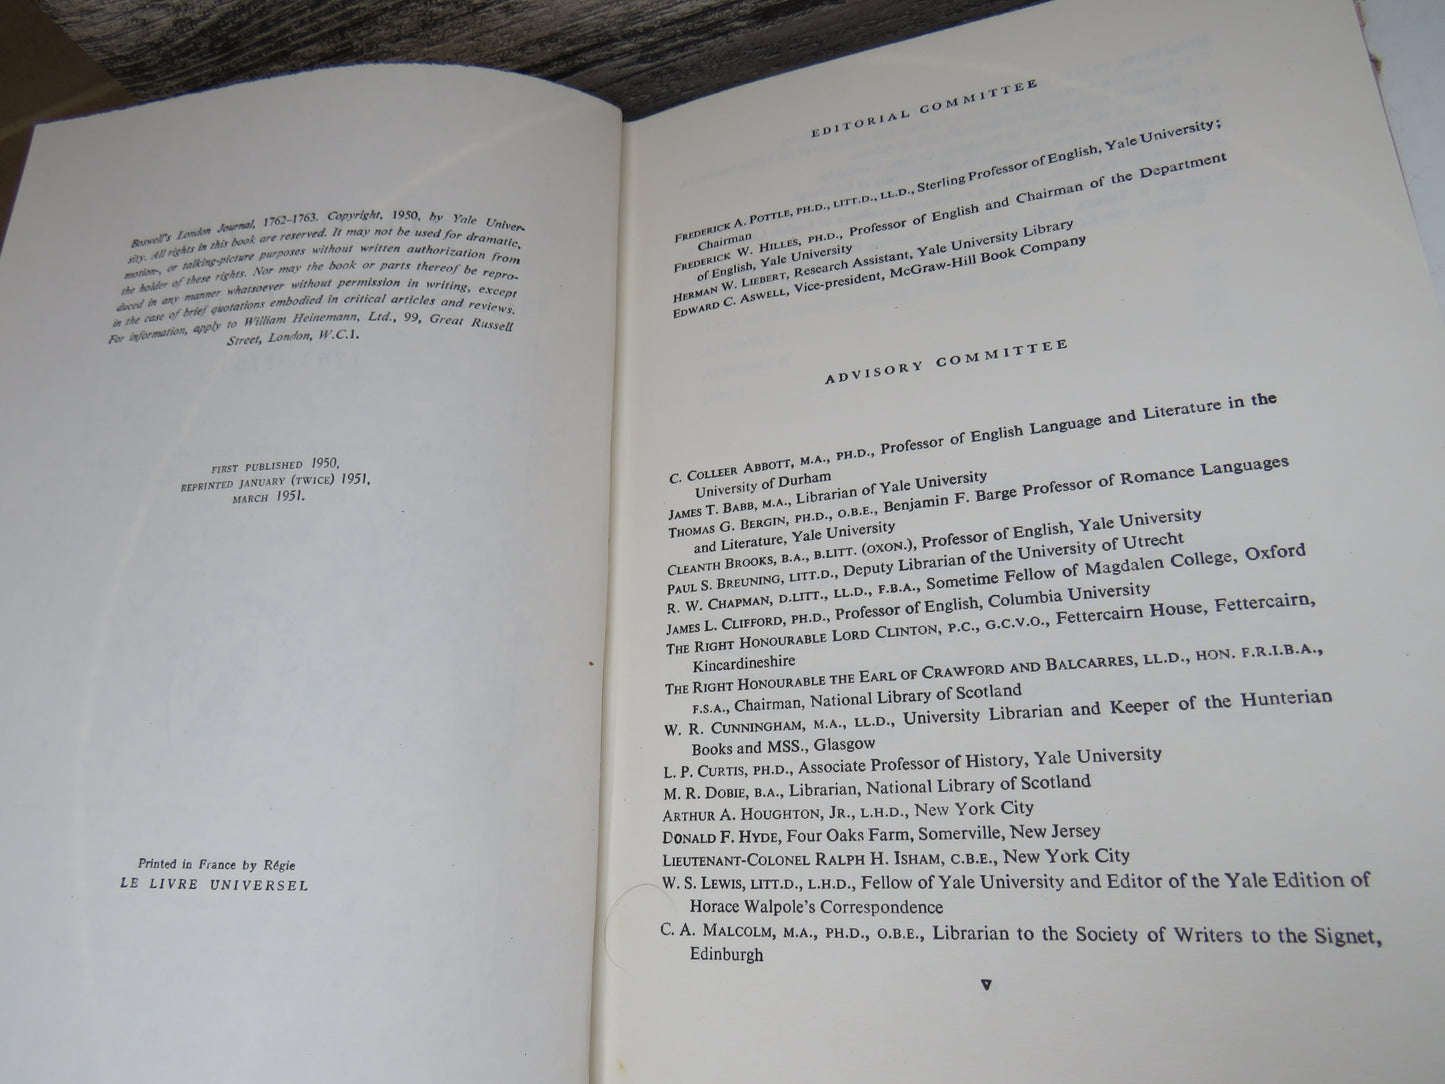 Boswell's London Journal, 1762–1763. Copyright, 1950, by Yale Univer-
sity. All rights in this book are reserved. It may not be used for dramatic,
motion-, or talking-picture purposes without written authorization from
the holder of these rights. Nor may the book or parts thereof be repro-
duced in any manner whatsoever without permission in writing, except
in the case of brief quotations embodied in critical articles and reviews.
For information, apply to William Heinemann, Ltd., 99, Great Russell
Street, London, W.C.1.
FIRST PUBLISHED 1950,
REPRINTED JANUARY (TWICE) 1951,
MARCH 1951.
Printed in France by Régie
LE LIVRE UNIVERSEL
EDITORIAL COMMITTEE
FREDERICK A. POTTLE, PH.D., LITT.D., LL.D., Sterling Professor of English, Yale University;
Chairman
FREDERICK W. HILLES, PH.D., Professor of English and Chairman of the Department
of English, Yale University
HERMAN W. LIEBERT, Research Assistant, Yale University Library
EDWARD C. ASWELL, Vice-president, McGraw-Hill Book Company
ADVISORY COMMITTEE
C. COLLEER ABBOTT, M.A., PH.D., Professor of English Language and Literature in the
University of Durham
JAMES T. BABB, M.A., Librarian of Yale University
THOMAS G. BERGIN, PH.D., O.B.E., Benjamin F. Barge Professor of Romance Languages
and Literature, Yale University
CLEANTH BROOKS, B.A., B.LITT. (OXON.), Professor of English, Yale University
PAUL S. BREUNING, LITT.D., Deputy Librarian of the University of Utrecht
R. W. CHAPMAN, D.LITT., LL.D., F.B.A., Sometime Fellow of Magdalen College, Oxford
JAMES L. CLIFFORD, PH.D., Professor of English, Columbia University
THE RIGHT HONOURABLE LORD CLINTON, P.C., G.C.V.O., Fettercairn House, Fettercairn,
Kincardineshire
THE RIGHT HONOURABLE THE EARL OF CRAWFORD AND BALCARRES, LL.D., HON. F.R.I.B.A.,
F.S.A., Chairman, National Library of Scotland
W. R. CUNNINGHAM, M.A., LL.D., University Librarian and Keeper of the Hunterian
Books and MSS., Glasgow
L. P. CURTIS, PH.D., Associate Professor of History, Yale University
M. R. DOBIE, B.A., Librarian, National Library of Scotland
ARTHUR A. HOUGHTON, JR., L.H.D., New York City
DONALD F. HYDE, Four Oaks Farm, Somerville, New Jersey
LIEUTENANT-COLONEL RALPH H. ISHAM, C.B.E., New York City
W. S. LEWIS, LITT.D., L.H.D., Fellow of Yale University and Editor of the Yale Edition of
Horace Walpole's Correspondence
C. A. MALCOLM, M.A., PH.D., O.B.E., Librarian to the Society of Writers to the Signet,
Edinburgh